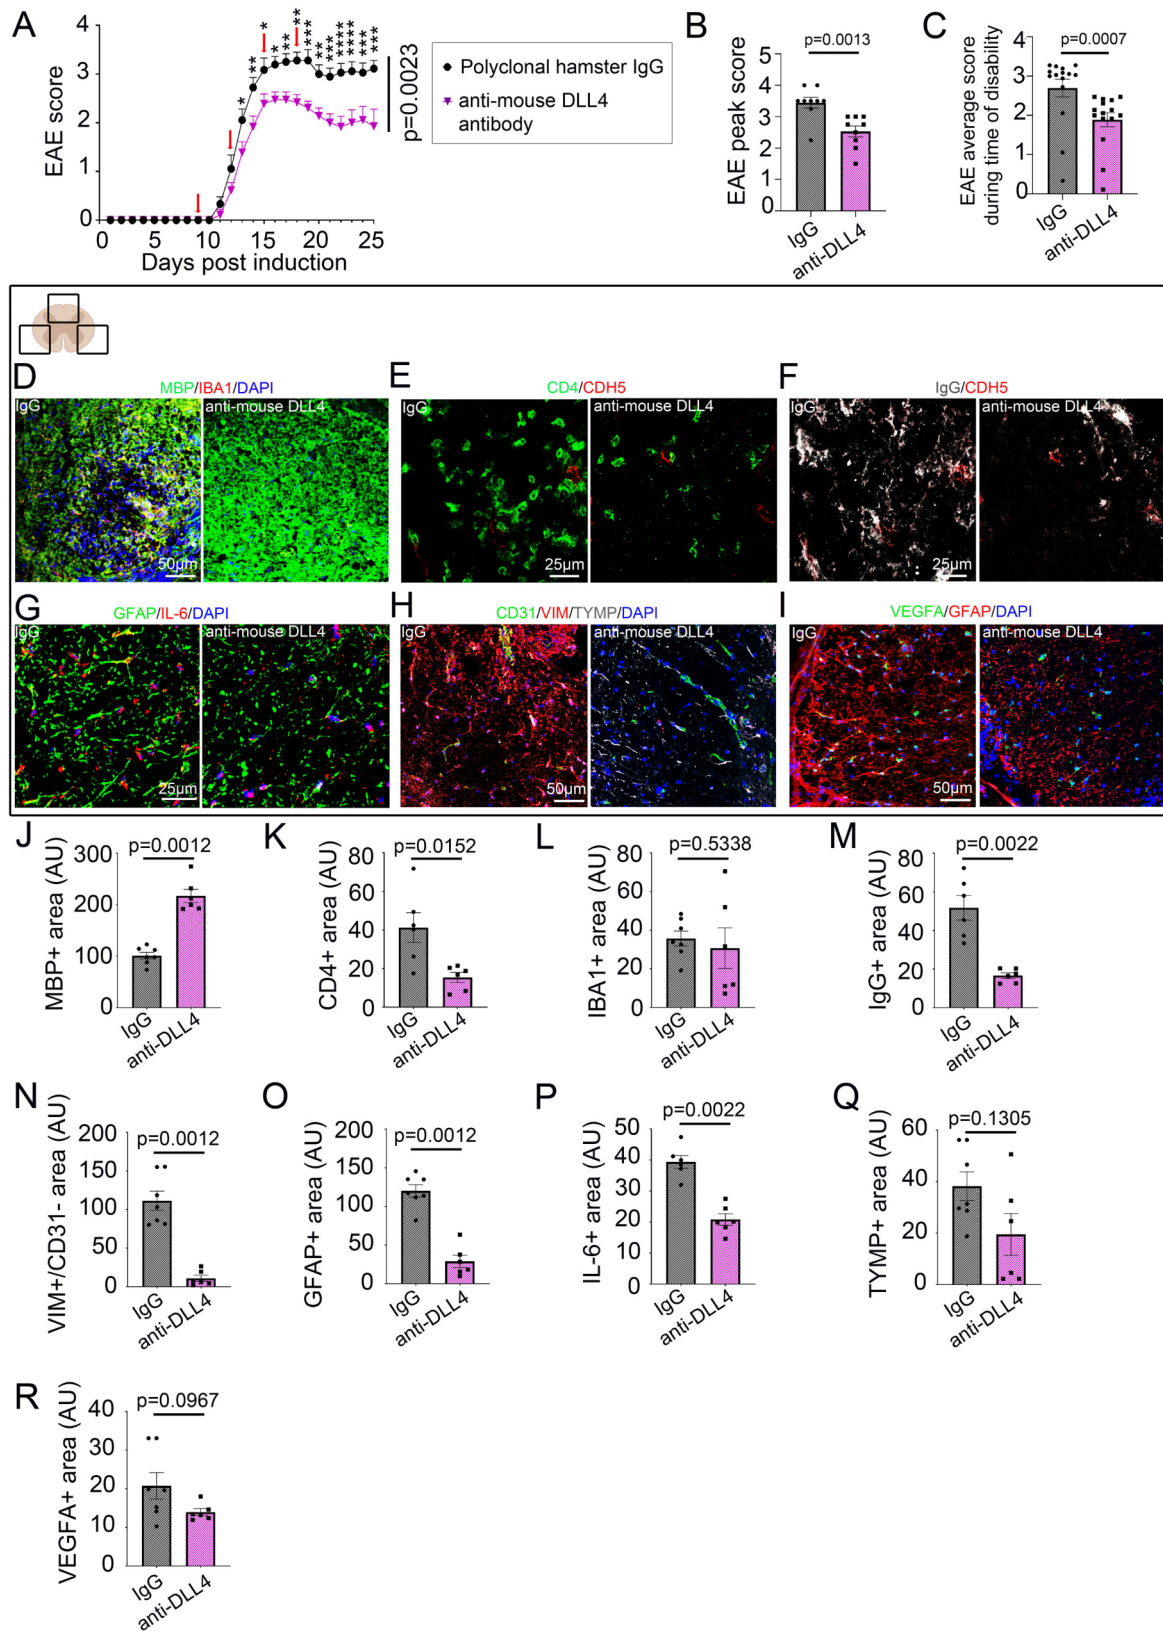 A
EAE score
4
3
2
1
0
* ** * * ** ** *** ** *** **** **** *** ***
p=0.0023
0 5 10 15 20 25
Days post induction
Polyclonal hamster IgG
anti-mouse DLL4
antibody
B
p=0.0013
EAE peak score
5
4
3
2
1
0
IgG
anti-DLL4
C
p=0.0007
EAE average score
during time of disability
4
3
2
1
0
IgG
anti-DLL4
D
MBP/IBA1/DAPI
IgG
anti-mouse DLL4
50µm
E
CD4/CDH5
IgG
anti-mouse DLL4
25µm
F
IgG/CDH5
IgG
anti-mouse DLL4
25µm
G
GFAP/IL-6/DAPI
IgG
anti-mouse DLL4
25µm
H
CD31/VIM/TYMP/DAPI
IgG
anti-mouse DLL4
50µm
I
VEGFA/GFAP/DAPI
IgG
anti-mouse DLL4
50µm
J
p=0.0012
MBP+ area (AU)
300
200
100
0
IgG
anti-DLL4
K
p=0.0152
CD4+ area (AU)
80
60
40
20
0
IgG
anti-DLL4
L
p=0.5338
IBA1+ area (AU)
80
60
40
20
0
IgG
anti-DLL4
M
p=0.0022
IgG+ area (AU)
80
60
40
20
0
IgG
anti-DLL4
N
p=0.0012
VIM+/CD31- area (AU)
200
150
100
50
0
IgG
anti-DLL4
O
p=0.0012
GFAP+ area (AU)
200
150
100
50
0
IgG
anti-DLL4
P
p=0.0022
IL-6+ area (AU)
50
40
30
20
10
0
IgG
anti-DLL4
Q
p=0.1305
TYMP+ area (AU)
60
40
20
0
IgG
anti-DLL4
R
p=0.0967
VEGFA+ area (AU)
40
30
20
10
0
IgG
anti-DLL4